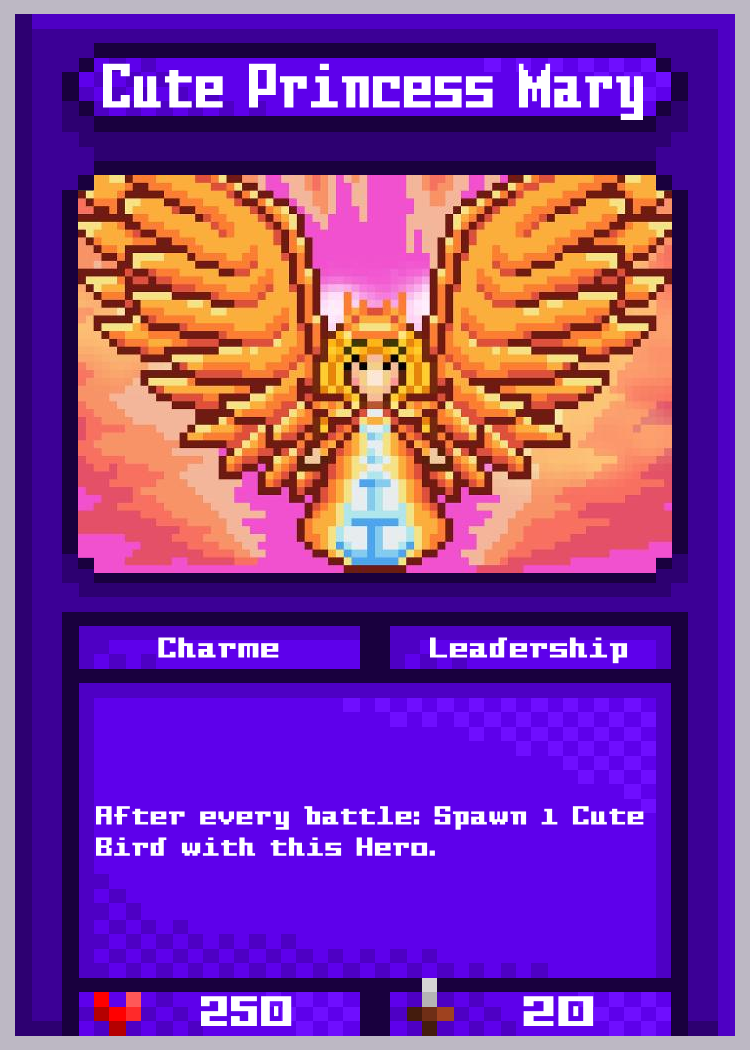 Cute Princess Mary
Charme
Leadership
After every battle: Spawn 1 Cute
Bird with this Hero.
250
20